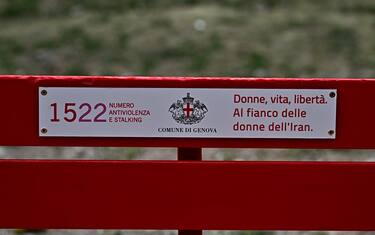 1522
NUMERO
ANTIVIOLENZA
E STALKING
COMUNE DI GENOVA
Donne, vita, libertà.
Al fianco delle
donne dell'Iran.